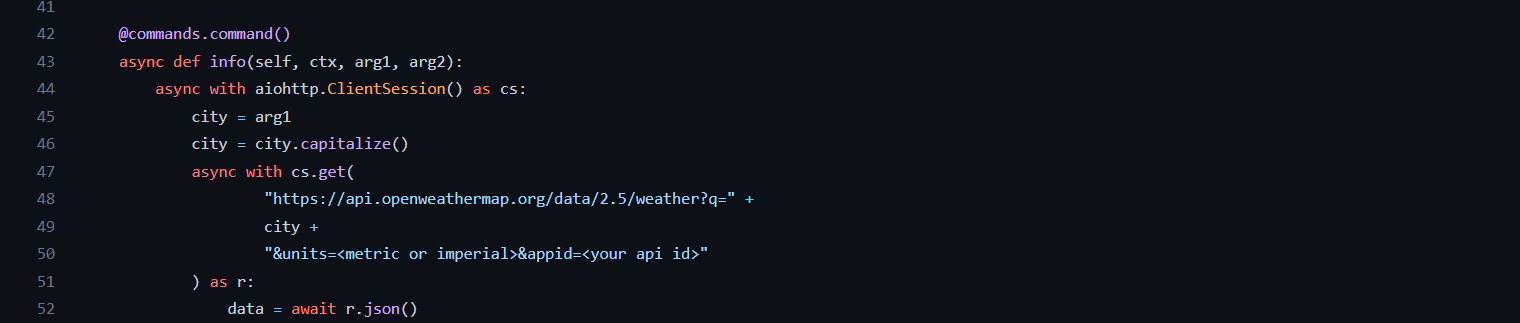 41
42 @commands.command()
43 async def info(self, ctx, arg1, arg2):
44 async with aiohttp.ClientSession() as cs:
45 city = arg1
46 city = city.capitalize()
47 async with cs.get(
48 "https://api.openweathermap.org/data/2.5/weather?q=" +
49 city +
50 "&units=<metric or imperial>&appid=<your api id>"
51 ) as r:
52 data = await r.json()